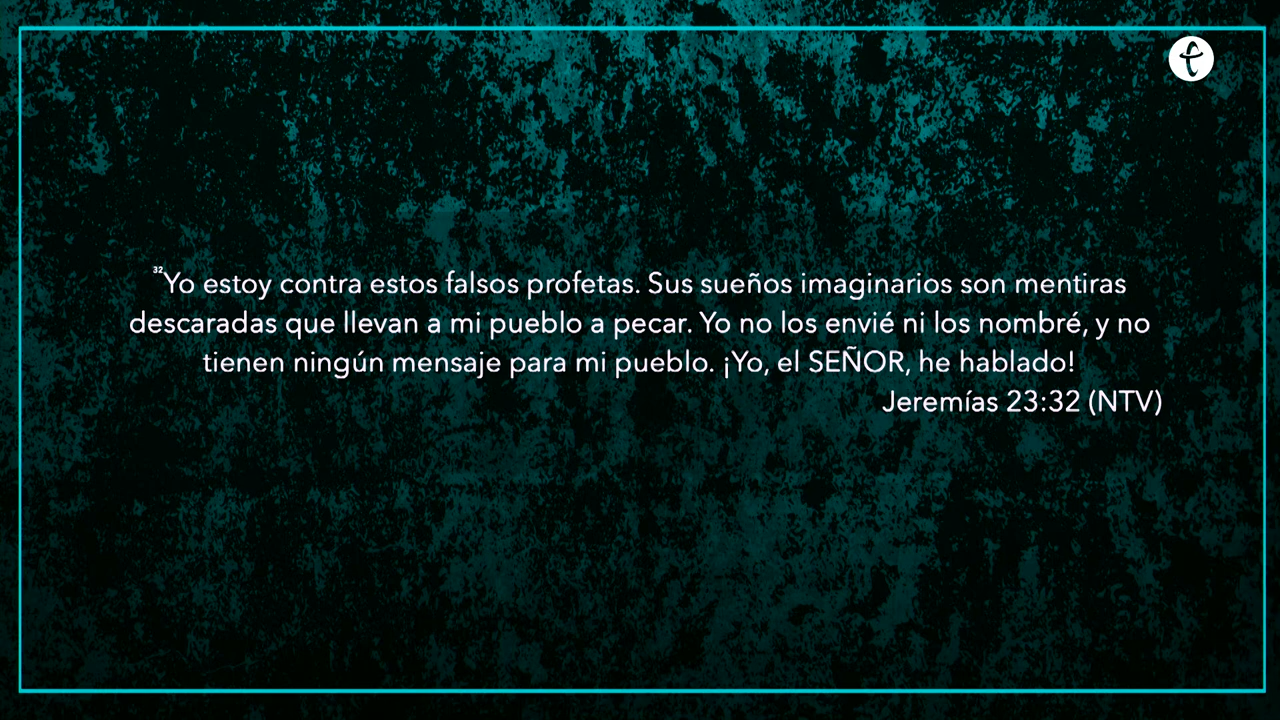 ³²Yo estoy contra estos falsos profetas. Sus sueños imaginarios son mentiras
descaradas que llevan a mi pueblo a pecar. Yo no los envié ni los nombré, y no
tienen ningún mensaje para mi pueblo. ¡Yo, el SEÑOR, he hablado!
Jeremías 23:32 (NTV)